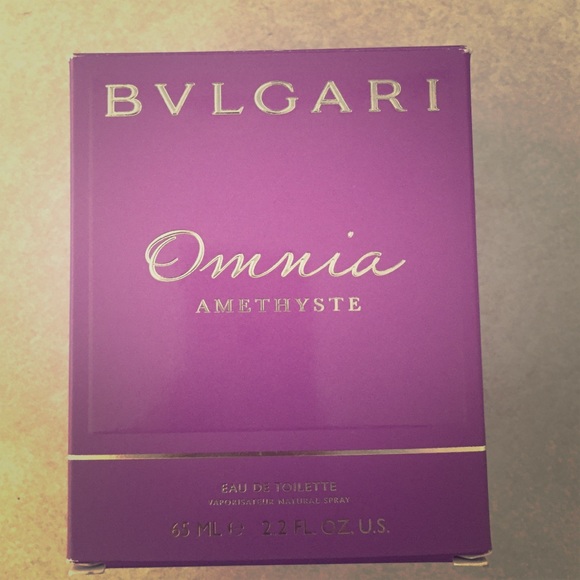 BVLGARI
Omnia
AMETHYSTE
EAU DE TOILETTE
VAPORISATEUR NATURAL SPRAY
65 ML ℮ 2.2 FL. OZ. U.S.